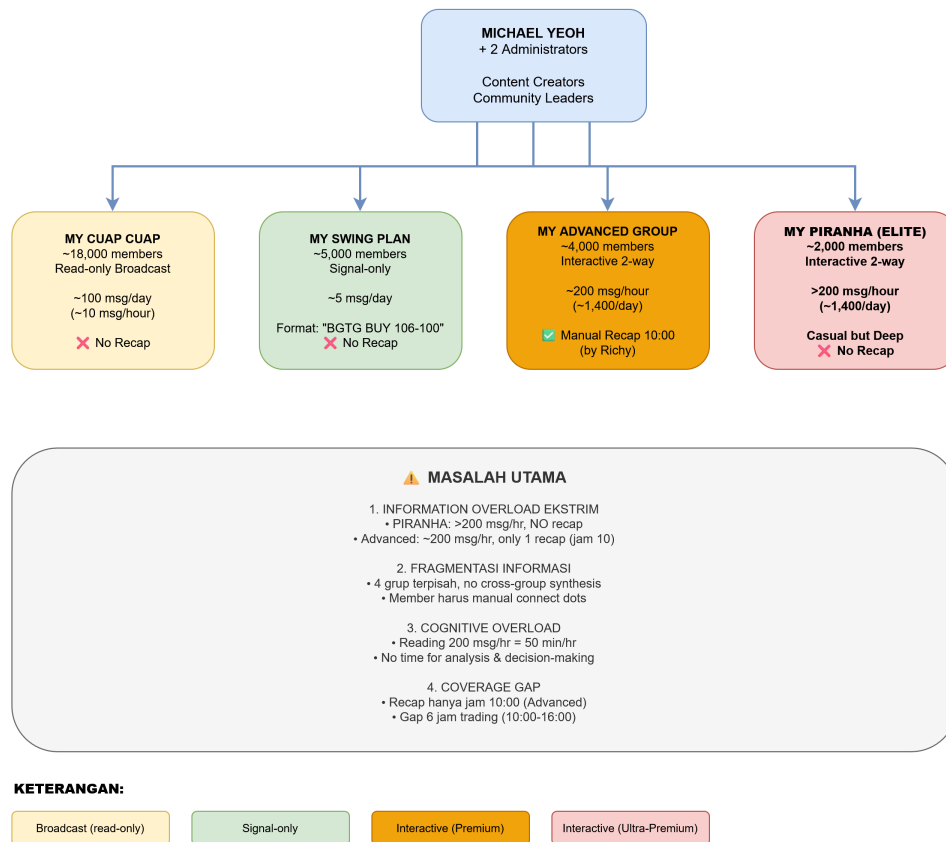 MICHAEL YEOH
+ 2 Administrators
Content Creators
Community Leaders
MY CUAP CUAP
~18,000 members
Read-only Broadcast
~100 msg/day
(~10 msg/hour)
❌ No Recap
MY SWING PLAN
~5,000 members
Signal-only
~5 msg/day
Format: "BGTG BUY 106-100"
❌ No Recap
MY ADVANCED GROUP
~4,000 members
Interactive 2-way
~200 msg/hour
(~1,400/day)
✅ Manual Recap 10:00
(by Richy)
MY PIRANHA (ELITE)
~2,000 members
Interactive 2-way
>200 msg/hour
(~1,400/day)
Casual but Deep
❌ No Recap
⚠️ MASALAH UTAMA
1. INFORMATION OVERLOAD EKSTRIM
• PIRANHA: >200 msg/hr, NO recap
• Advanced: ~200 msg/hr, only 1 recap (jam 10)
2. FRAGMENTASI INFORMASI
• 4 grup terpisah, no cross-group synthesis
• Member harus manual connect dots
3. COGNITIVE OVERLOAD
• Reading 200 msg/hr = 50 min/hr
• No time for analysis & decision-making
4. COVERAGE GAP
• Recap hanya jam 10:00 (Advanced)
• Gap 6 jam trading (10:00-16:00)
KETERANGAN:
Broadcast (read-only)
Signal-only
Interactive (Premium)
Interactive (Ultra-Premium)